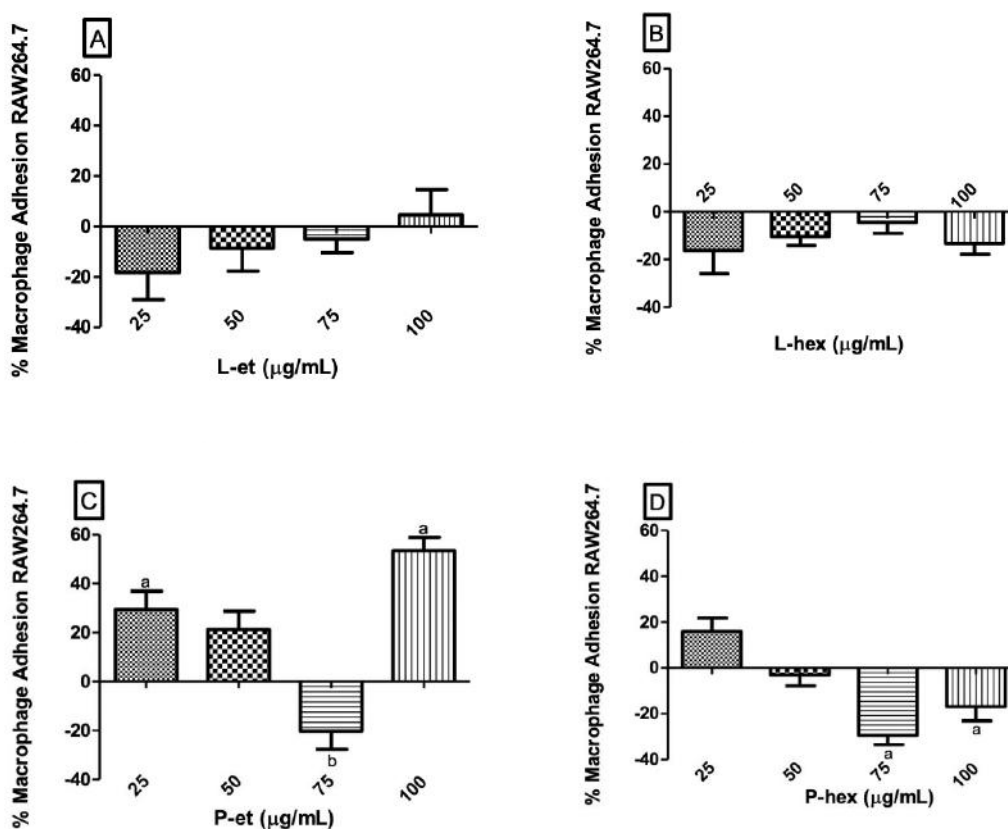 A
% Macrophage Adhesion RAW264.7
60
40
20
0
-20
-40
25
50
75
100
L-et (μg/mL)
B
% Macrophage Adhesion RAW264.7
60
40
20
0
-20
-40
25
50
75
100
L-hex (μg/mL)
C
% Macrophage Adhesion RAW264.7
60
40
20
0
-20
-40
a
b
a
25
50
75
100
P-et (μg/mL)
D
% Macrophage Adhesion RAW264.7
60
40
20
0
-20
-40
a
a
25
50
75
100
P-hex (μg/mL)